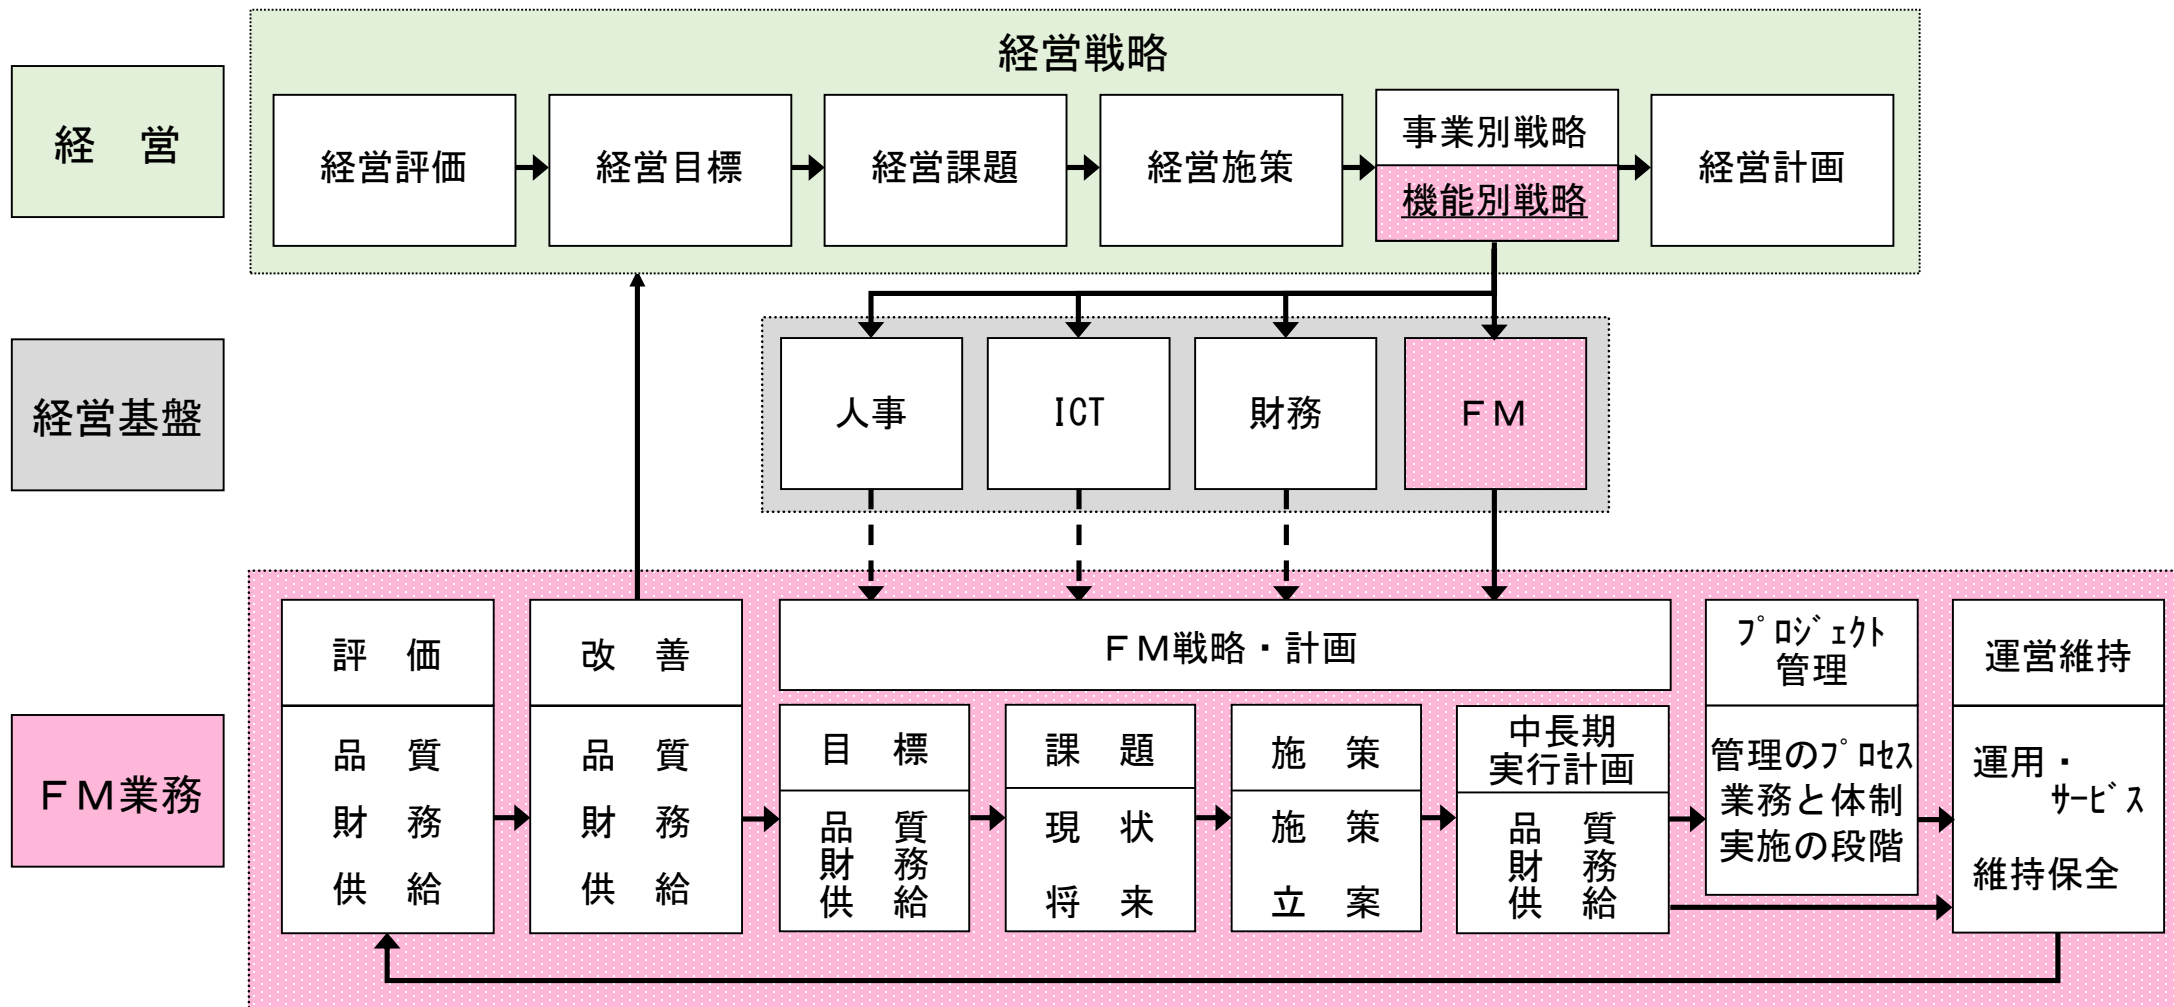 経営戦略
経　営
経営評価
経営目標
経営課題
経営施策
事業別戦略
機能別戦略
経営計画
経営基盤
人事
ICT
財務
ＦＭ
ＦＭ業務
評　価
品　質
財　務
供　給
改　善
品　質
財　務
供　給
ＦＭ戦略・計画
目　標
品　質
財　務
供　給
課　題
現　状
将　来
施　策
施　策
立　案
中長期
実行計画
品　質
財　務
供　給
ﾌﾟﾛｼﾞｪｸﾄ
管理
管理のﾌﾟﾛｾｽ
業務と体制
実施の段階
運営維持
運用・
ｻｰﾋﾞｽ
維持保全